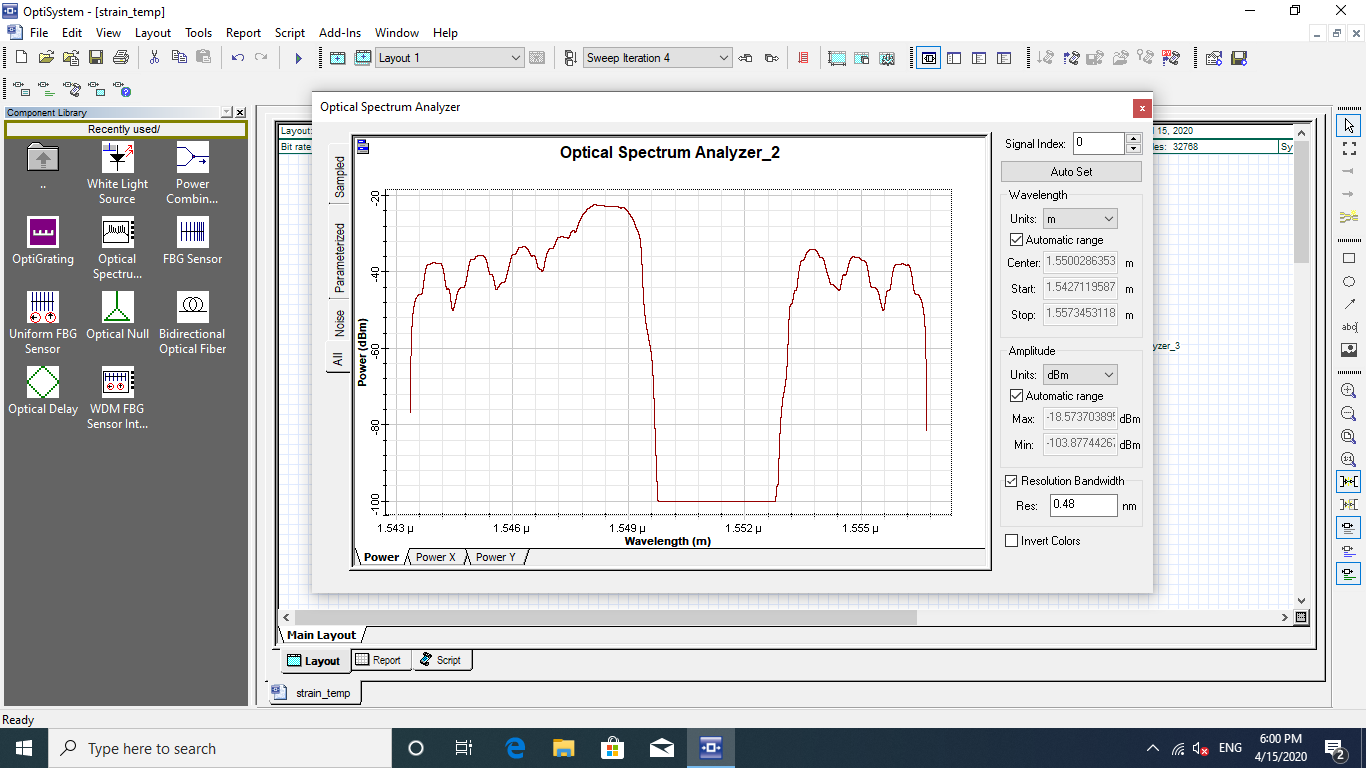 OptiSystem - [strain_temp]
File Edit View Layout Tools Report Script Add-Ins Window Help
Layout 1
Sweep Iteration 4
Component Library
Recently used/
..
White Light Source
Power Combin...
OptiGrating
Optical Spectru...
FBG Sensor
Uniform FBG Sensor
Optical Null
Bidirectional Optical Fiber
Optical Delay
WDM FBG Sensor Int...
Layout:
15, 2020
Bit rate
les: 32768
Sy
yzer_3
Optical Spectrum Analyzer
x
Sampled
Parameterized
Noise
All
Optical Spectrum Analyzer_2
Power (dBm)
-20
-40
-60
-80
-100
1.543 µ 1.546 µ 1.549 µ 1.552 µ 1.555 µ
Wavelength (m)
Power Power X Power Y
Signal Index: 0
Auto Set
Wavelength
Units: m
Automatic range
Center: 1.5500286353 m
Start: 1.5427119587 m
Stop: 1.5573453118 m
Amplitude
Units: dBm
Automatic range
Max: -18.57370389 dBm
Min: -103.8774426 dBm
Resolution Bandwidth
Res: 0.48 nm
Invert Colors
abc
1:1
Main Layout
Layout Report Script
strain_temp
Ready
Type here to search
ENG
6:00 PM
4/15/2020
2